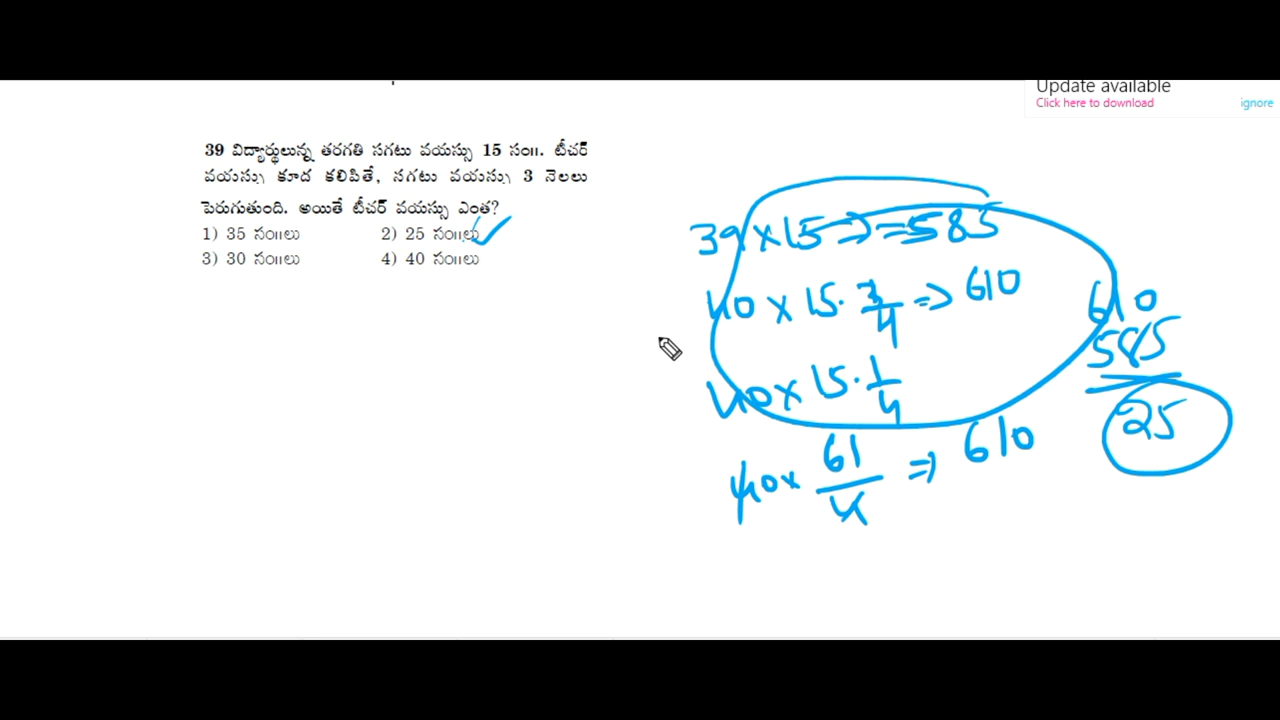 Update available
Click here to download ignore
39 విద్యార్థులున్న తరగతి సగటు వయస్సు 15 సం॥. టీచర్
వయస్సు కూడ కలిపితే, సగటు వయస్సు 3 నెలలు
పెరుగుతుంది. అయితే టీచర్ వయస్సు ఎంత?
1) 35 సం॥లు 2) 25 సం॥లు
3) 30 సం॥లు 4) 40 సం॥లు
39 × 15 ⇒ = 585
40 × 15 · 3/4 ⇒ 610
40 × 15 · 1/4
40 × 61/4 ⇒ 610
610
585
25